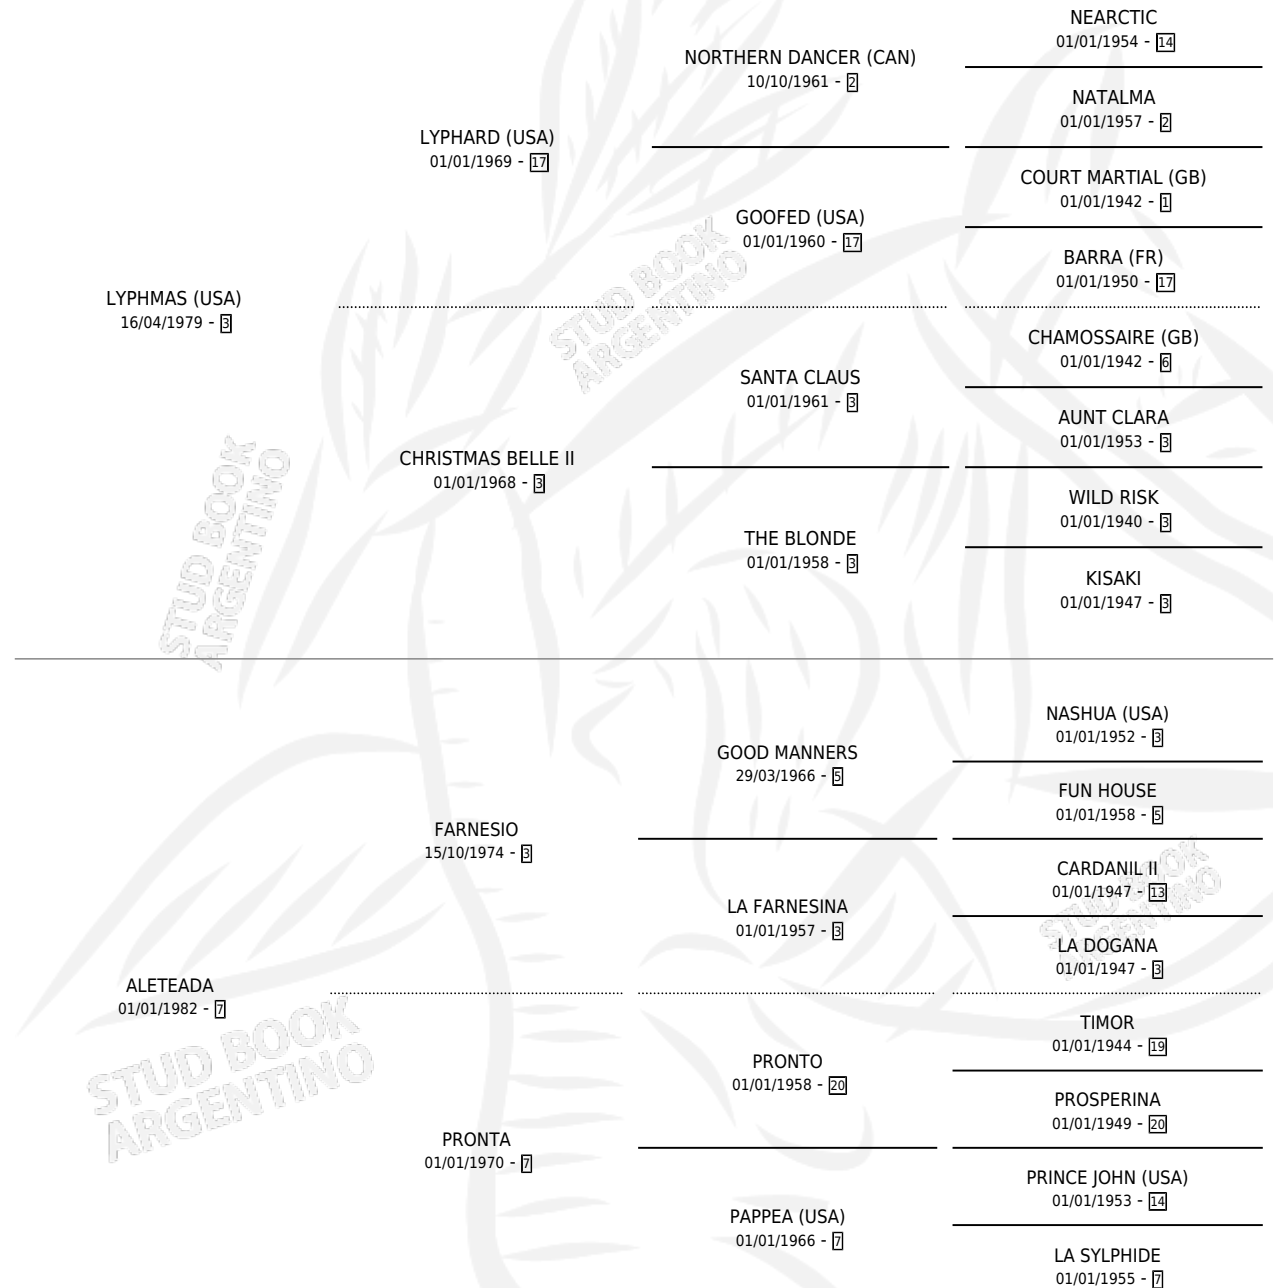 NEARCTIC
01/01/1954 - 14
NORTHERN DANCER (CAN)
10/10/1961 - 2
NATALMA
01/01/1957 - 2
LYPHARD (USA)
01/01/1969 - 17
COURT MARTIAL (GB)
01/01/1942 - 1
GOOFED (USA)
01/01/1960 - 17
BARRA (FR)
01/01/1950 - 17
LYPHMAS (USA)
16/04/1979 - 3
STUD BOOK
ARGENTINO
CHAMOSSAIRE (GB)
01/01/1942 - 6
SANTA CLAUS
01/01/1961 - 3
AUNT CLARA
01/01/1953 - 3
CHRISTMAS BELLE II
01/01/1968 - 3
WILD RISK
01/01/1940 - 3
THE BLONDE
01/01/1958 - 3
KISAKI
01/01/1947 - 3
STUD BOOK
ARGENTINO
NASHUA (USA)
01/01/1952 - 3
GOOD MANNERS
29/03/1966 - 5
FUN HOUSE
01/01/1958 - 5
FARNESIO
15/10/1974 - 3
CARDANIL II
01/01/1947 - 13
LA FARNESINA
01/01/1957 - 3
LA DOGANA
01/01/1947 - 3
STUD BOOK
ARGENTINO
ALETEADA
01/01/1982 - 7
TIMOR
01/01/1944 - 19
PRONTO
01/01/1958 - 20
PROSPERINA
01/01/1949 - 20
STUD BOOK
ARGENTINO
PRONTA
01/01/1970 - 7
PRINCE JOHN (USA)
01/01/1953 - 14
PAPPEA (USA)
01/01/1966 - 7
LA SYLPHIDE
01/01/1955 - 7